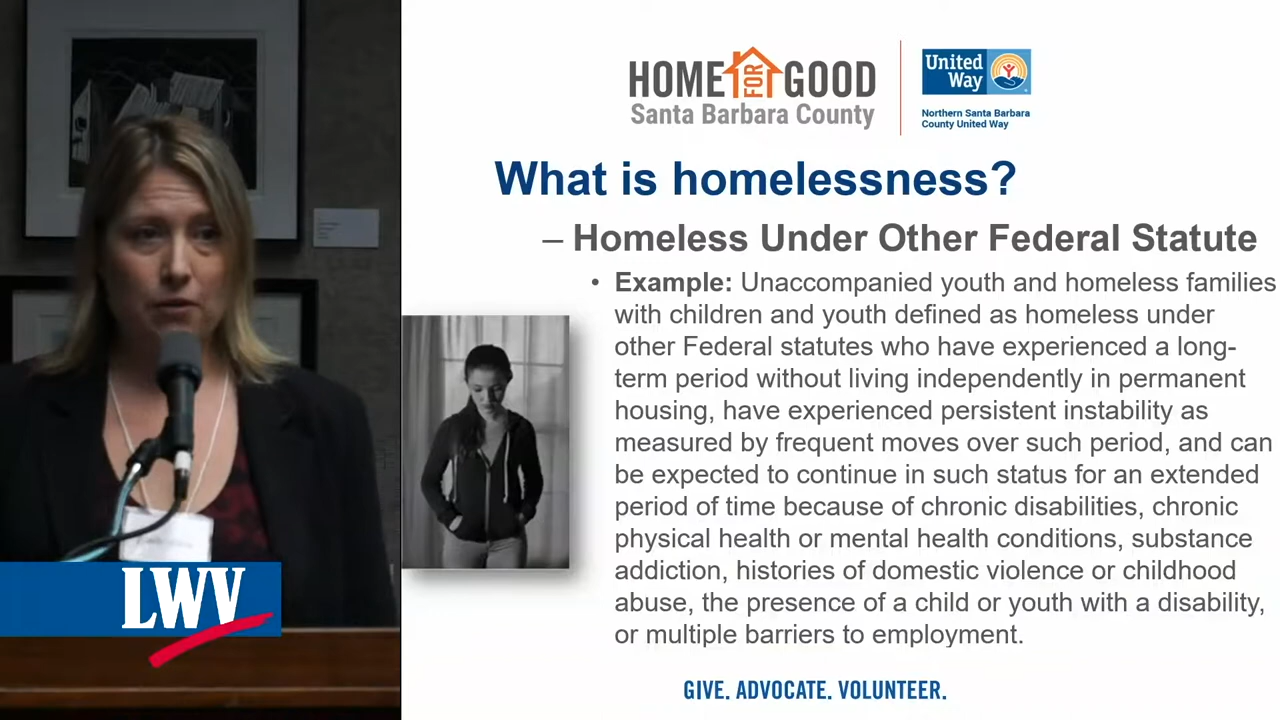 HOME FOR GOOD
Santa Barbara County
United
Way
Northern Santa Barbara
County United Way
What is homelessness?
– Homeless Under Other Federal Statute
• Example: Unaccompanied youth and homeless families
with children and youth defined as homeless under
other Federal statutes who have experienced a long-
term period without living independently in permanent
housing, have experienced persistent instability as
measured by frequent moves over such period, and can
be expected to continue in such status for an extended
period of time because of chronic disabilities, chronic
physical health or mental health conditions, substance
addiction, histories of domestic violence or childhood
abuse, the presence of a child or youth with a disability,
or multiple barriers to employment.
GIVE. ADVOCATE. VOLUNTEER.
LWV